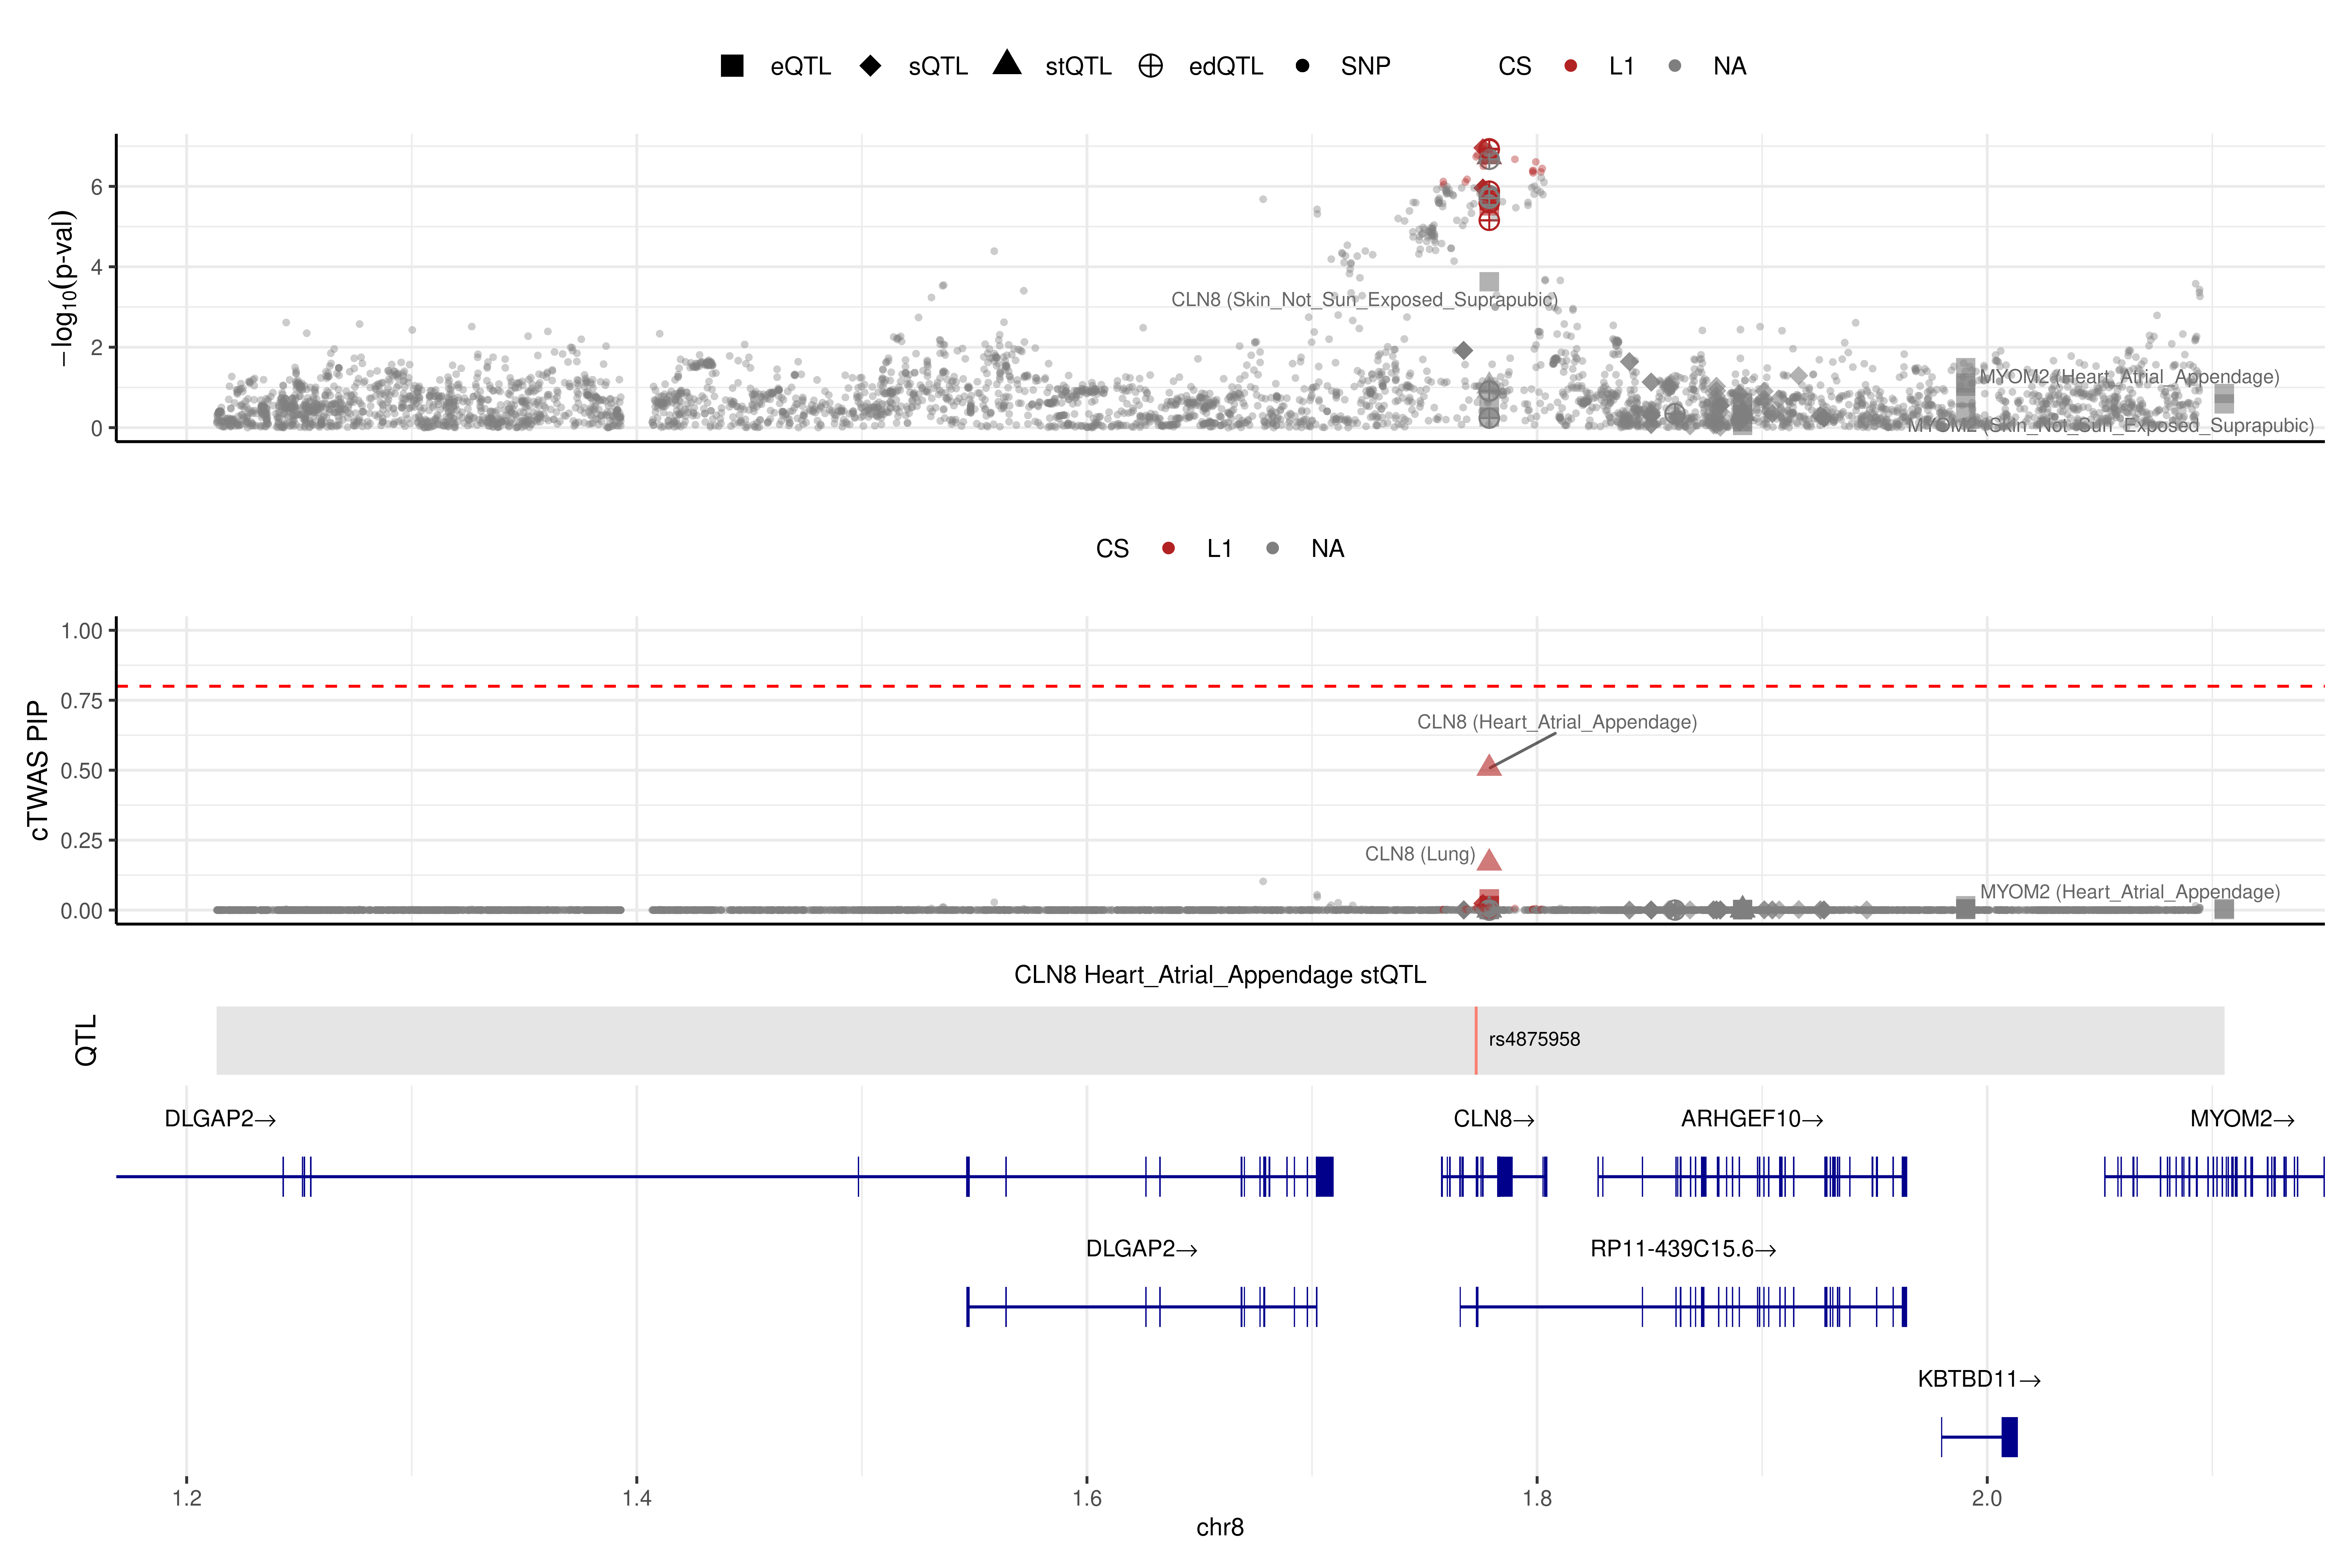 eQTL sQTL stQTL edQTL SNP CS L1 NA
−log10(p-val)
6
4
2
0
CLN8 (Skin_Not_Sun_Exposed_Suprapubic)
MYOM2 (Heart_Atrial_Appendage)
MYOM2 (Skin_Not_Sun_Exposed_Suprapubic)
CS L1 NA
cTWAS PIP
1.00
0.75
0.50
0.25
0.00
CLN8 (Heart_Atrial_Appendage)
CLN8 (Lung)
MYOM2 (Heart_Atrial_Appendage)
CLN8 Heart_Atrial_Appendage stQTL
QTL
rs4875958
DLGAP2→ CLN8→ ARHGEF10→ MYOM2→
DLGAP2→ RP11-439C15.6→
KBTBD11→
1.2 1.4 1.6 1.8 2.0
chr8